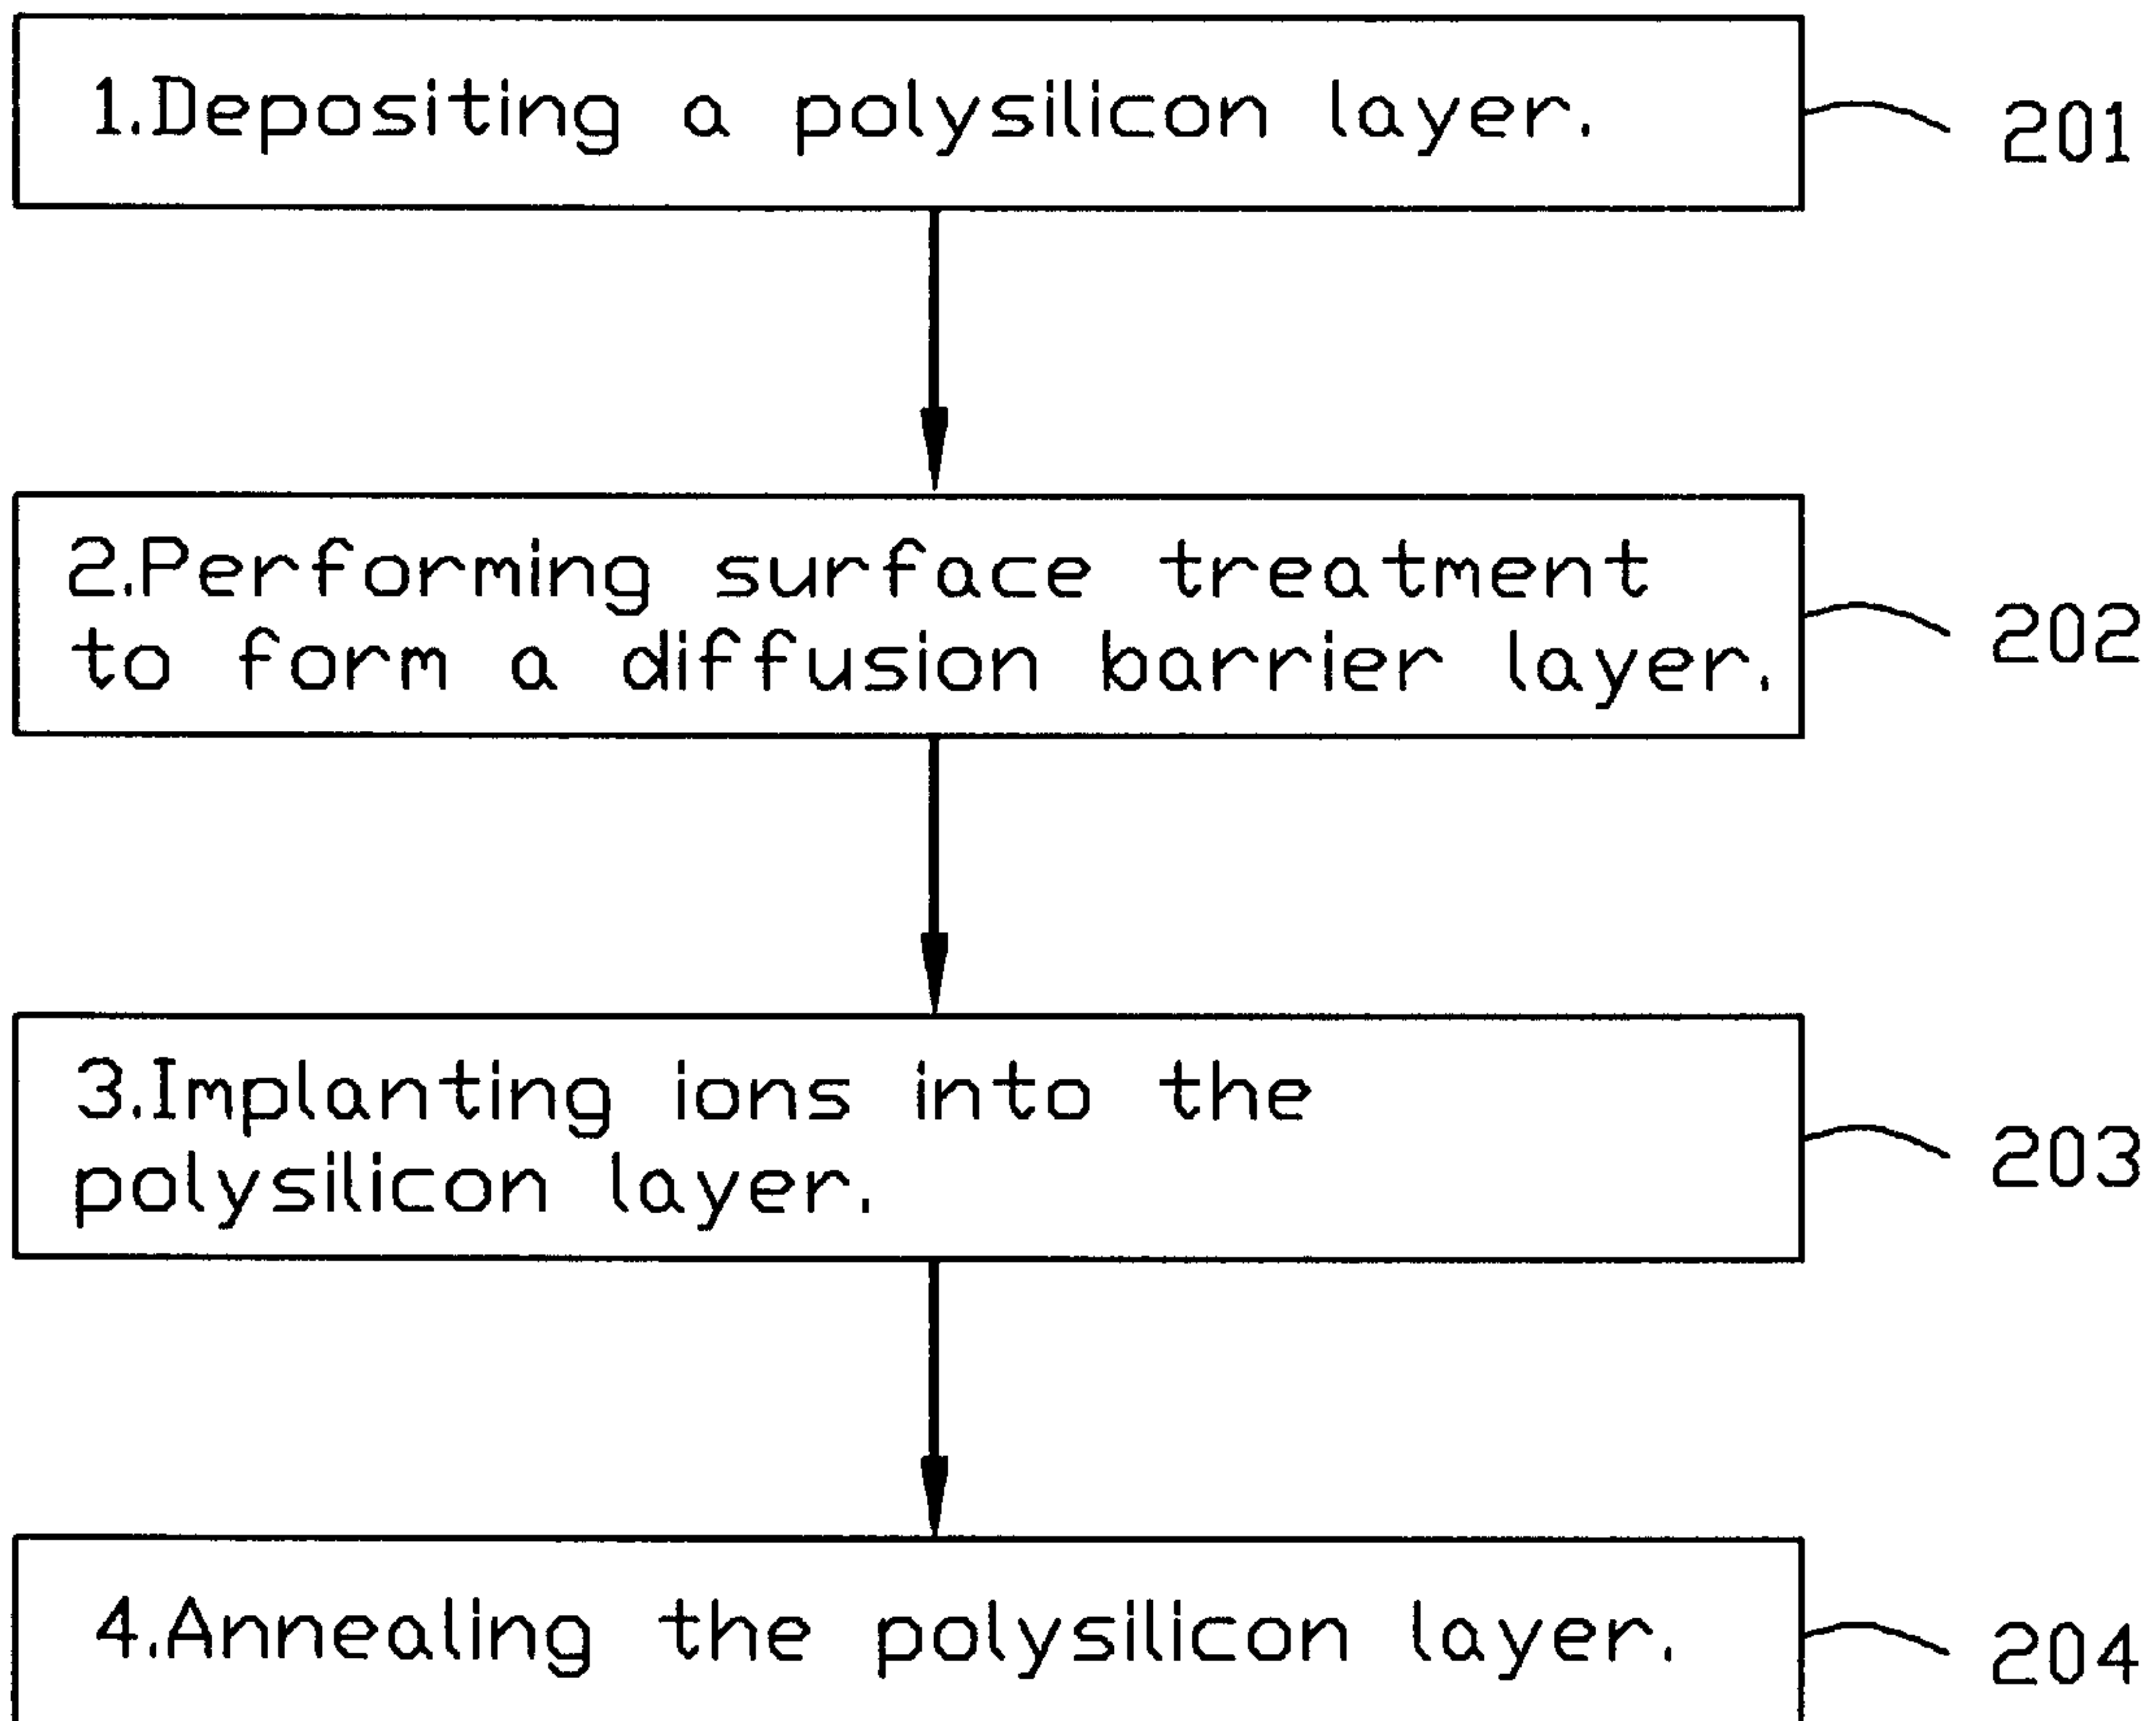 1.Depositing a polysilicon layer.
201
2.Performing surface treatment
to form a diffusion barrier layer.
202
3.Implanting ions into the
polysilicon layer.
203
4.Annealing the polysilicon layer.
204